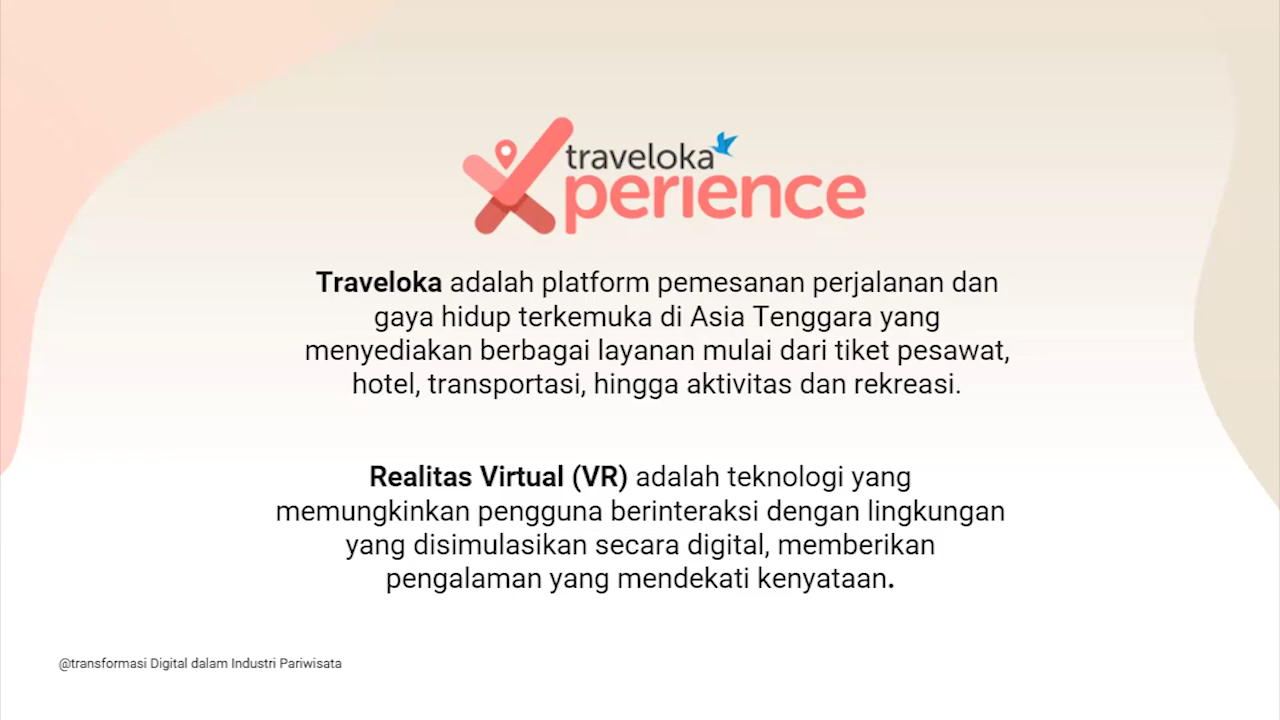 traveloka
Xperience
Traveloka adalah platform pemesanan perjalanan dan
gaya hidup terkemuka di Asia Tenggara yang
menyediakan berbagai layanan mulai dari tiket pesawat,
hotel, transportasi, hingga aktivitas dan rekreasi.
Realitas Virtual (VR) adalah teknologi yang
memungkinkan pengguna berinteraksi dengan lingkungan
yang disimulasikan secara digital, memberikan
pengalaman yang mendekati kenyataan.
@transformasi Digital dalam Industri Pariwisata